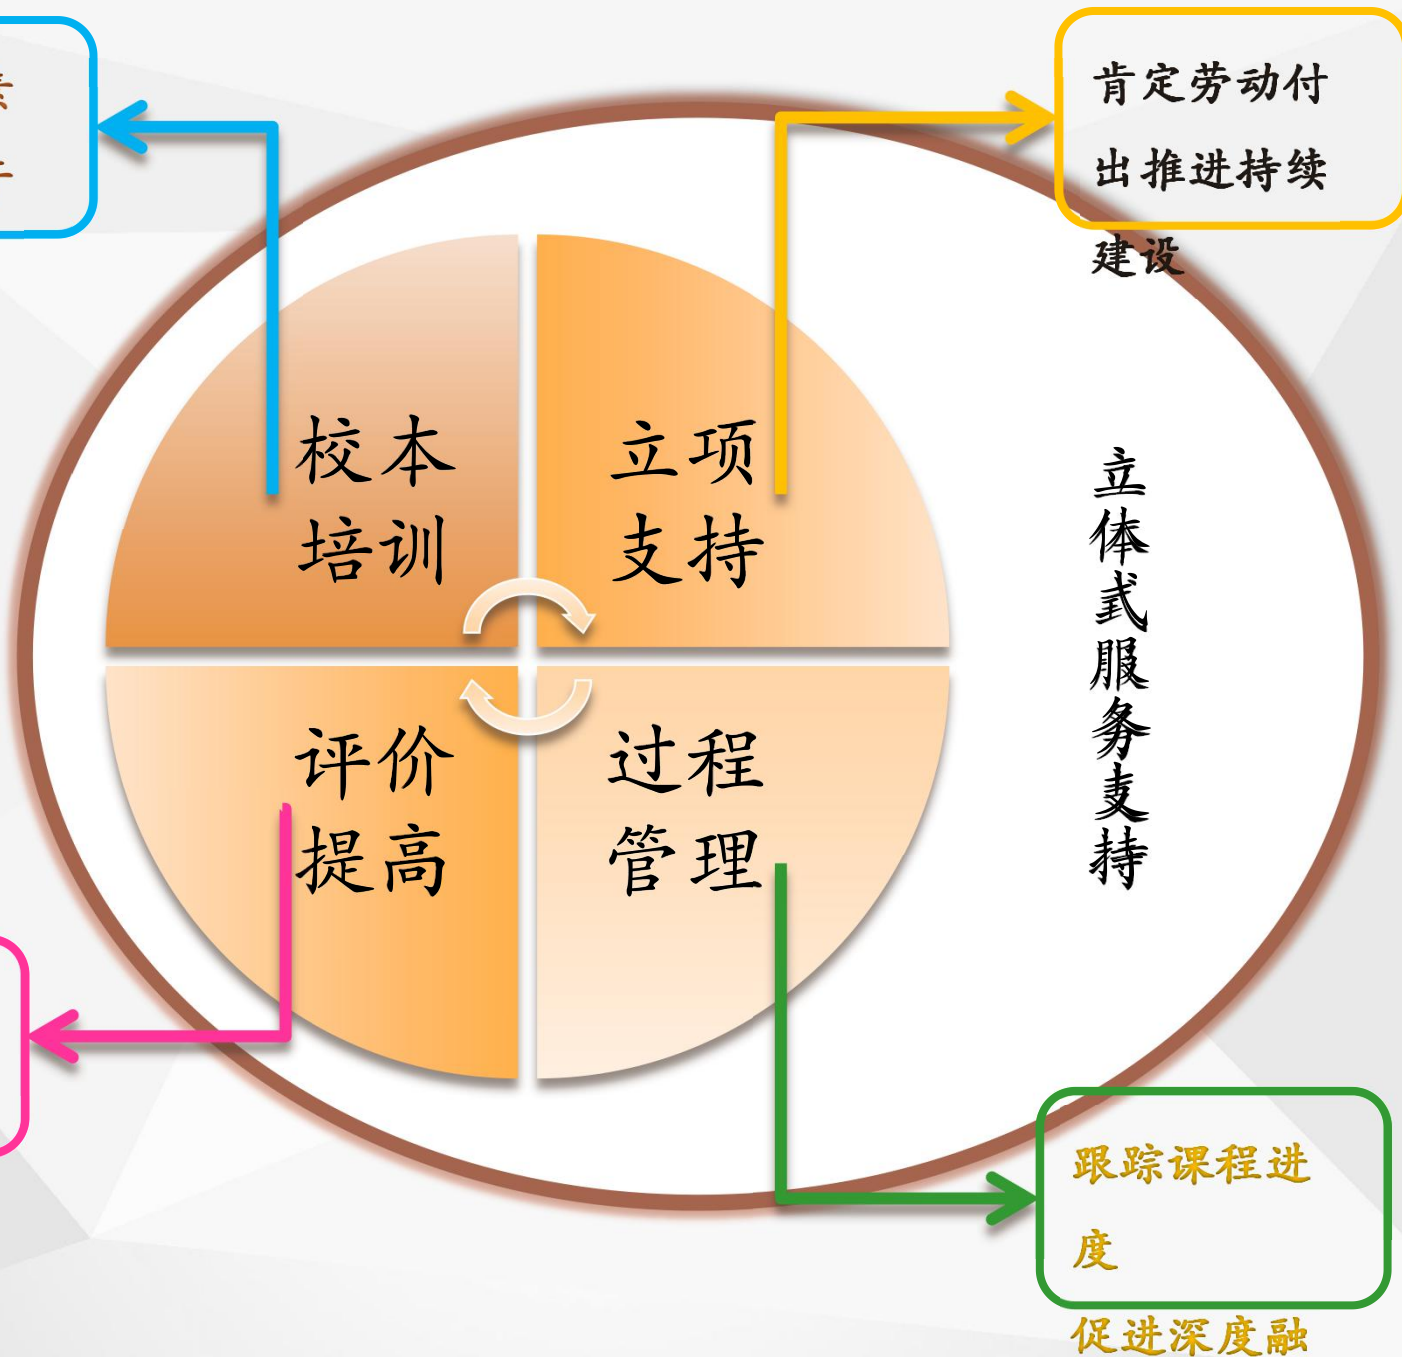 肯定劳动付
出推进持续
建设
校本
培训
立项
支持
评价
提高
过程
管理
立体式服务支持
跟踪课程进
度
促进深度融